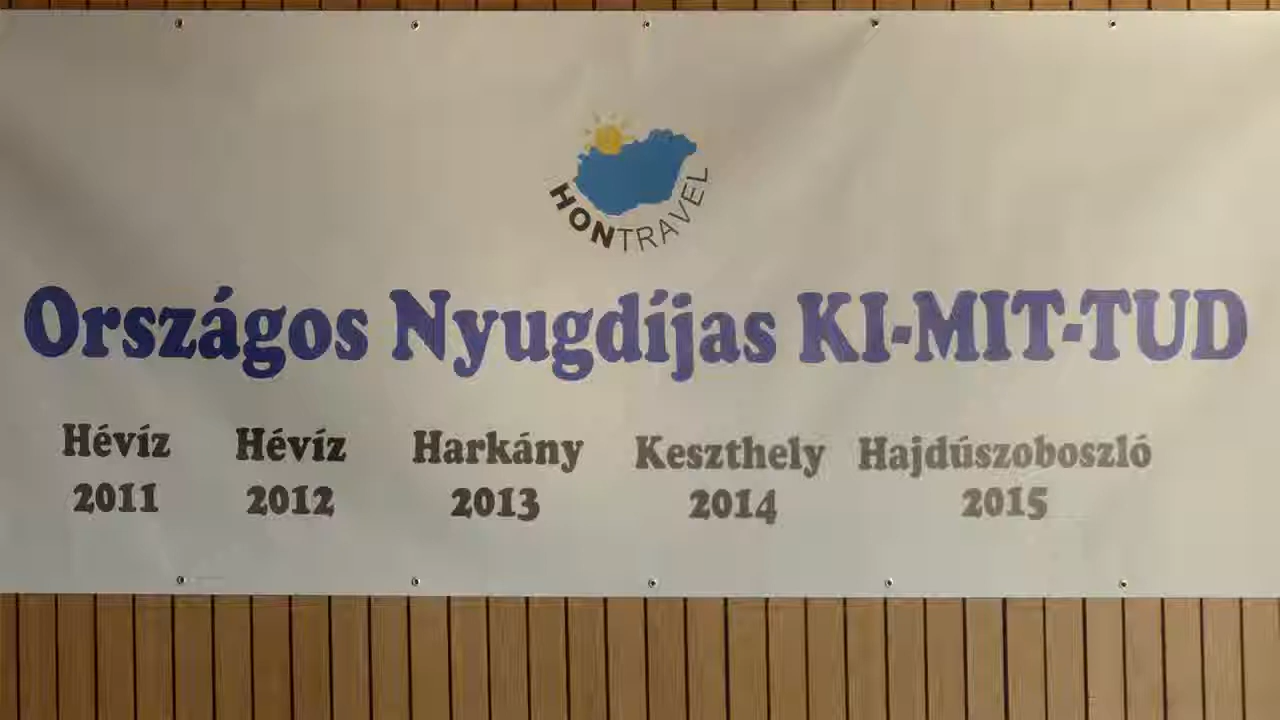 HONTRAVEL
Országos Nyugdíjas KI-MIT-TUD
Hévíz Hévíz Harkány Keszthely Hajdúszoboszló
2011 2012 2013 2014 2015